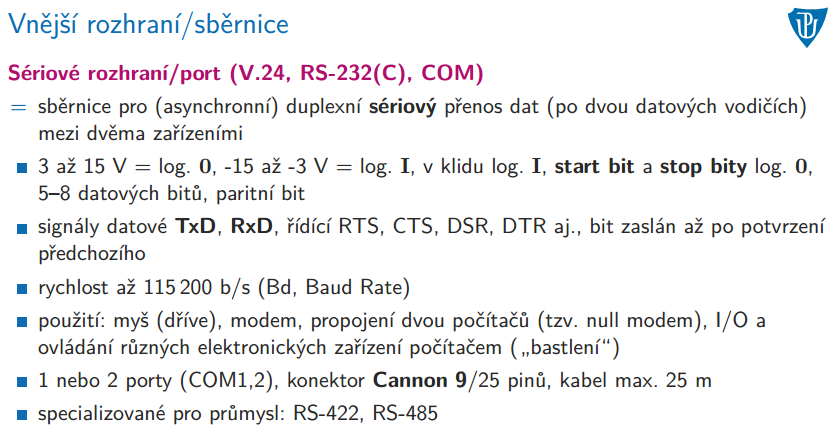 Vnější rozhraní/sběrnice
Sériové rozhraní/port (V.24, RS-232(C), COM)
= sběrnice pro (asynchronní) duplexní sériový přenos dat (po dvou datových vodičích)
mezi dvěma zařízeními
■ 3 až 15 V = log. 0, -15 až -3 V = log. I, v klidu log. I, start bit a stop bity log. 0,
5–8 datových bitů, paritní bit
■ signály datové TxD, RxD, řídící RTS, CTS, DSR, DTR aj., bit zaslán až po potvrzení
předchozího
■ rychlost až 115 200 b/s (Bd, Baud Rate)
■ použití: myš (dříve), modem, propojení dvou počítačů (tzv. null modem), I/O a
ovládání různých elektronických zařízení počítačem („bastlení“)
■ 1 nebo 2 porty (COM1,2), konektor Cannon 9/25 pinů, kabel max. 25 m
■ specializované pro průmysl: RS-422, RS-485